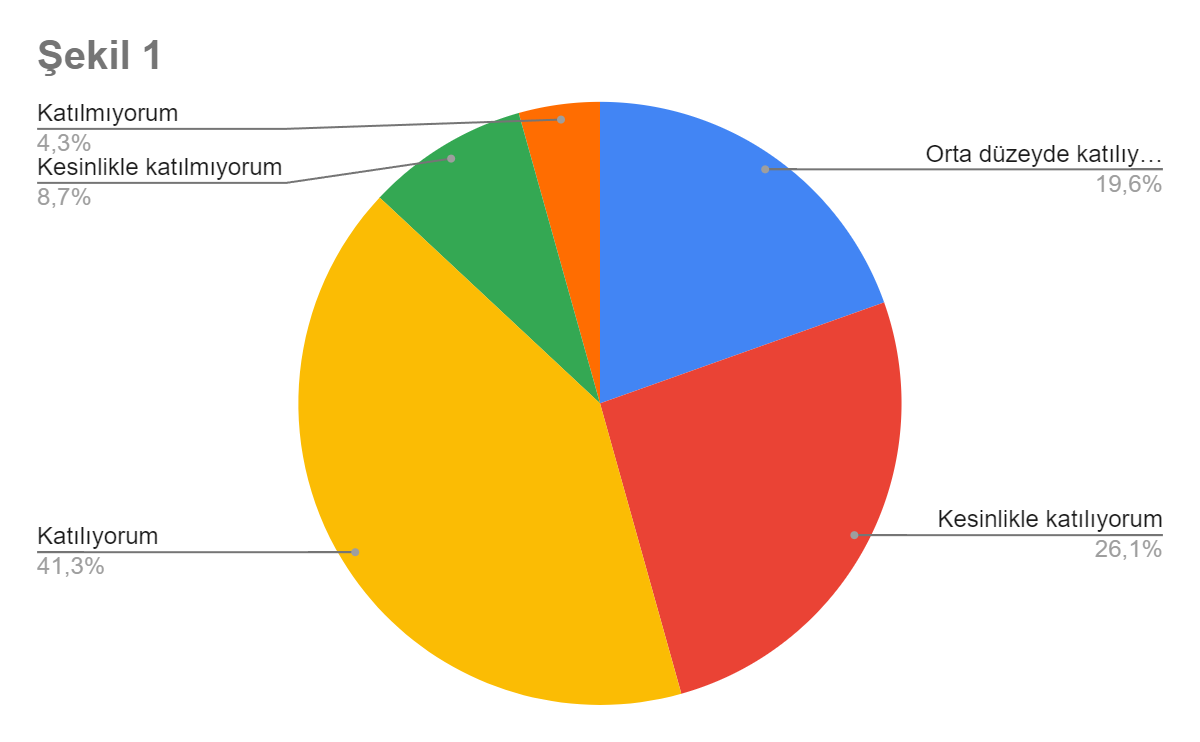 Şekil 1
Katılmıyorum
4,3%
Kesinlikle katılmıyorum
8,7%
Orta düzeyde katılıy…
19,6%
Kesinlikle katılıyorum
26,1%
Katılıyorum
41,3%